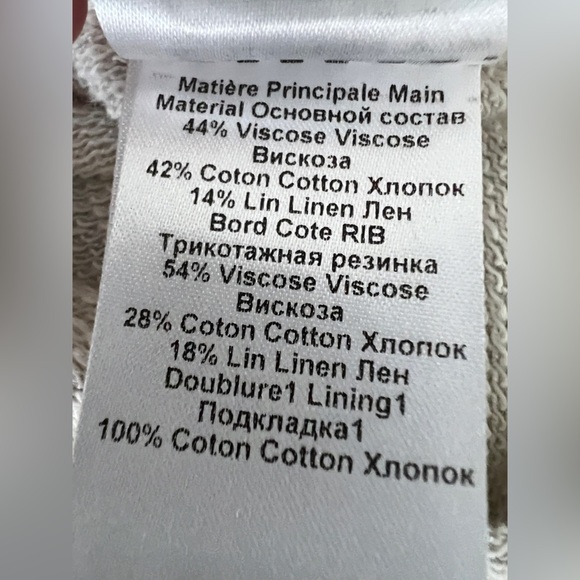 Matière Principale Main
Material Основной состав
44% Viscose Viscose
Вискоза
42% Coton Cotton Хлопок
14% Lin Linen Лен
Bord Cote RIB
Трикотажная резинка
54% Viscose Viscose
Вискоза
28% Coton Cotton Хлопок
18% Lin Linen Лен
Doublure1 Lining1
Подкладка1
100% Coton Cotton Хлопок